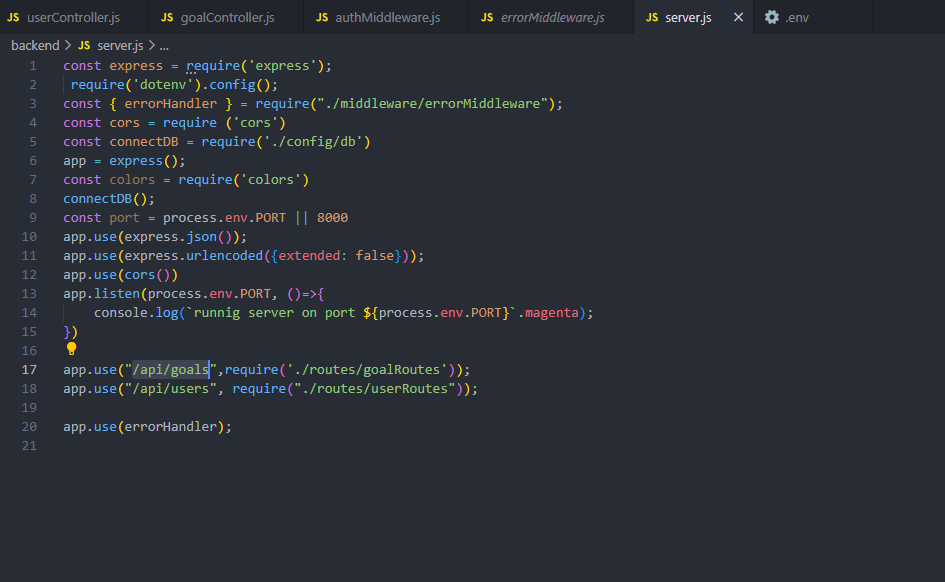 JS userController.js JS goalController.js JS authMiddleware.js JS errorMiddleware.js JS server.js .env
backend > JS server.js > ...
1 const express = require('express');
2 require('dotenv').config();
3 const { errorHandler } = require("./middleware/errorMiddleware");
4 const cors = require ('cors')
5 const connectDB = require('./config/db')
6 app = express();
7 const colors = require('colors')
8 connectDB();
9 const port = process.env.PORT || 8000
10 app.use(express.json());
11 app.use(express.urlencoded({extended: false}));
12 app.use(cors())
13 app.listen(process.env.PORT, ()=>{
14 console.log(`runnig server on port ${process.env.PORT}`.magenta);
15 })
16
17 app.use("/api/goals",require('./routes/goalRoutes'));
18 app.use("/api/users", require("./routes/userRoutes"));
19
20 app.use(errorHandler);
21